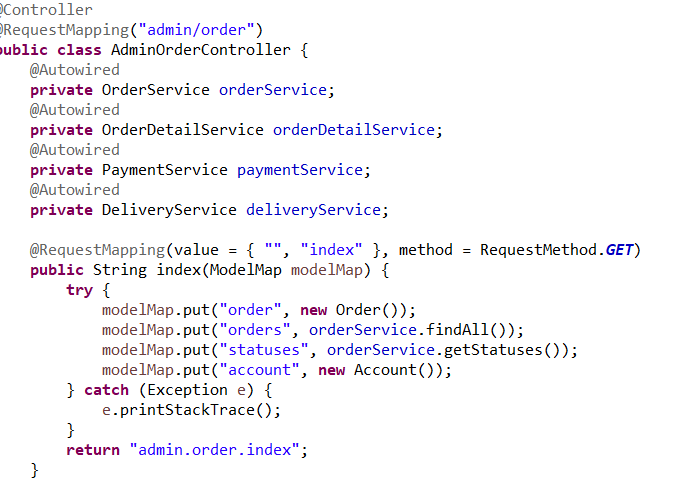 @Controller
@RequestMapping("admin/order")
public class AdminOrderController {
    @Autowired
    private OrderService orderService;
    @Autowired
    private OrderDetailService orderDetailService;
    @Autowired
    private PaymentService paymentService;
    @Autowired
    private DeliveryService deliveryService;

    @RequestMapping(value = { "", "index" }, method = RequestMethod.GET)
    public String index(ModelMap modelMap) {
        try {
            modelMap.put("order", new Order());
            modelMap.put("orders", orderService.findAll());
            modelMap.put("statuses", orderService.getStatuses());
            modelMap.put("account", new Account());
        } catch (Exception e) {
            e.printStackTrace();
        }
        return "admin.order.index";
    }